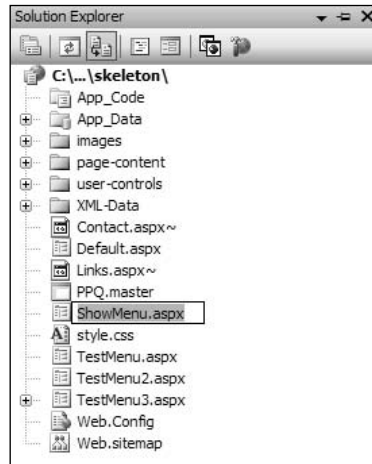 Solution Explorer
C:\...\skeleton\
App_Code
App_Data
images
page-content
user-controls
XML-Data
Contact.aspx~
Default.aspx
Links.aspx~
PPQ.master
ShowMenu.aspx
style.css
TestMenu.aspx
TestMenu2.aspx
TestMenu3.aspx
Web.Config
Web.sitemap